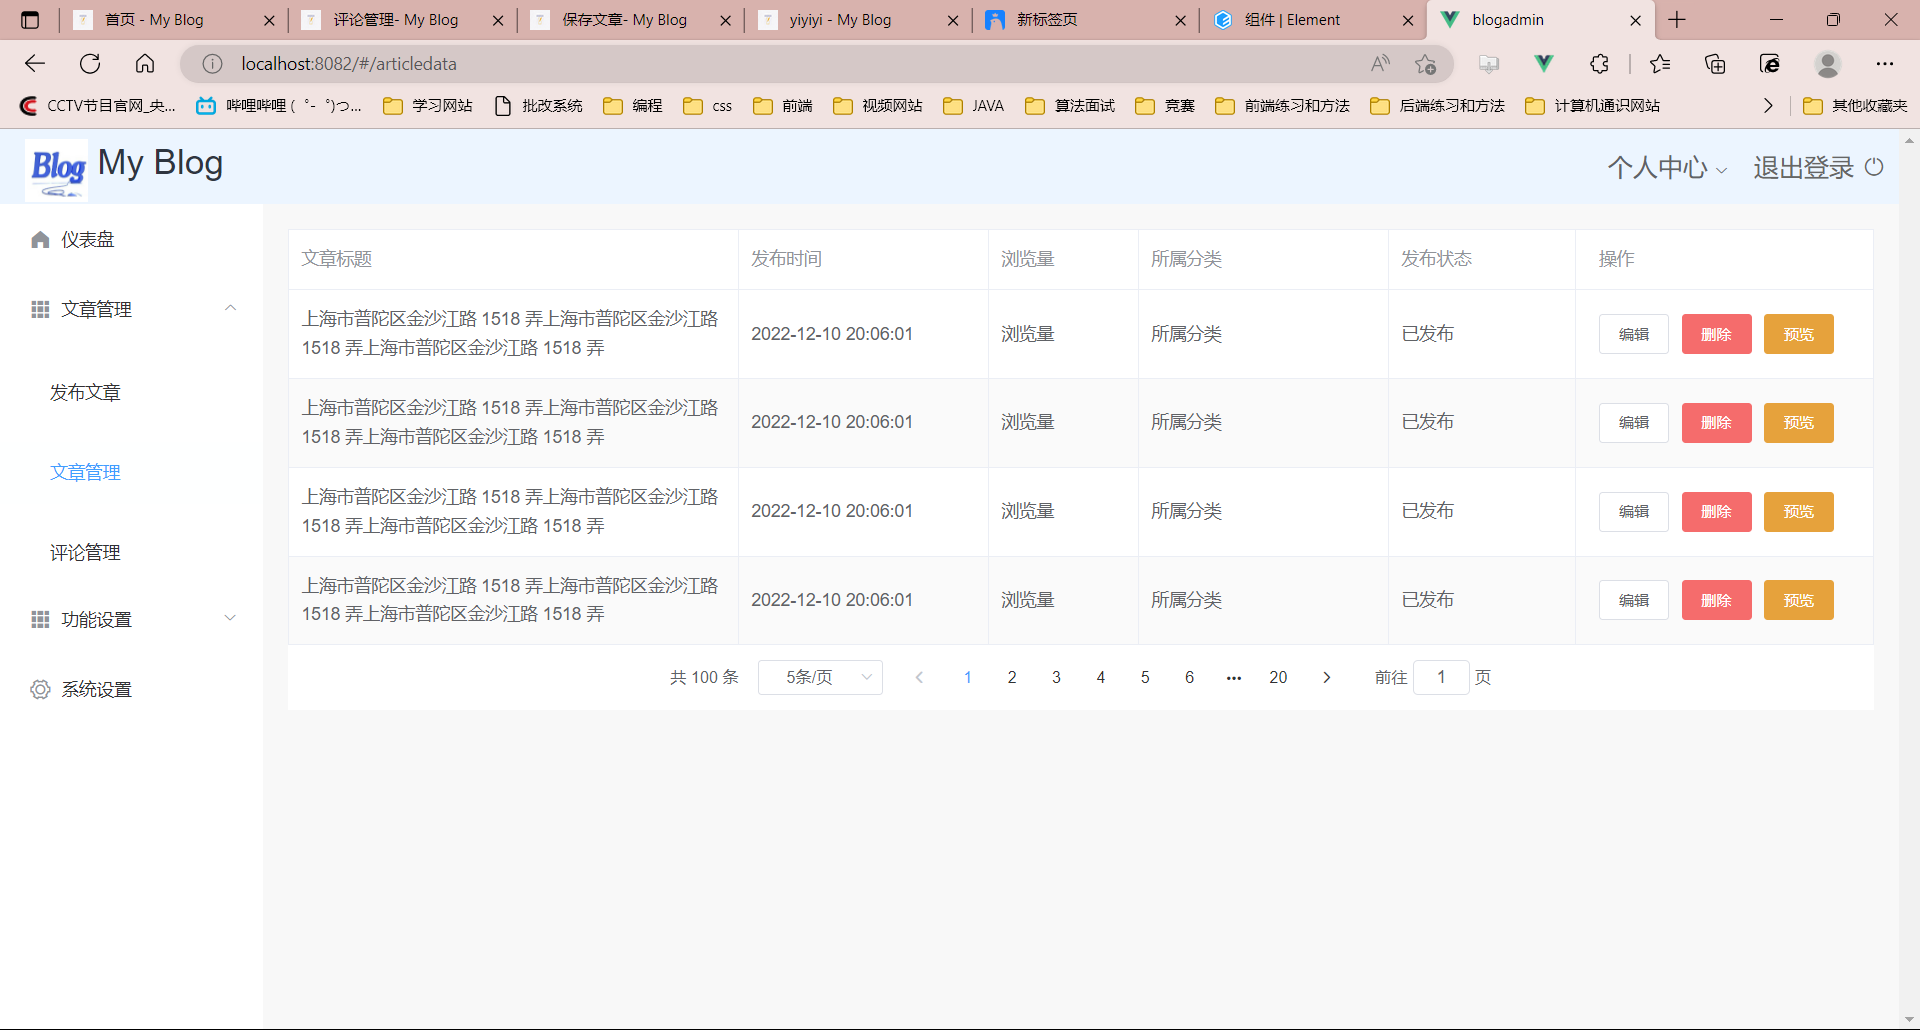 首页 - My Blog
评论管理- My Blog
保存文章- My Blog
yiyiyi - My Blog
新标签页
组件 | Element
blogadmin
localhost:8082/#/articledata
CCTV节目官网_央...
哔哩哔哩 (゜-゜)つ...
学习网站
批改系统
编程
css
前端
视频网站
JAVA
算法面试
竞赛
前端练习和方法
后端练习和方法
计算机通识网站
其他收藏夹
Blog
My Blog
个人中心
退出登录
仪表盘
文章管理
发布文章
文章管理
评论管理
功能设置
系统设置
文章标题 发布时间 浏览量 所属分类 发布状态 操作
上海市普陀区金沙江路 1518 弄上海市普陀区金沙江路
1518 弄上海市普陀区金沙江路 1518 弄
2022-12-10 20:06:01 浏览量 所属分类 已发布 编辑 删除 预览
上海市普陀区金沙江路 1518 弄上海市普陀区金沙江路
1518 弄上海市普陀区金沙江路 1518 弄
2022-12-10 20:06:01 浏览量 所属分类 已发布 编辑 删除 预览
上海市普陀区金沙江路 1518 弄上海市普陀区金沙江路
1518 弄上海市普陀区金沙江路 1518 弄
2022-12-10 20:06:01 浏览量 所属分类 已发布 编辑 删除 预览
上海市普陀区金沙江路 1518 弄上海市普陀区金沙江路
1518 弄上海市普陀区金沙江路 1518 弄
2022-12-10 20:06:01 浏览量 所属分类 已发布 编辑 删除 预览
共 100 条 5条/页 1 2 3 4 5 6 ••• 20 前往 1 页